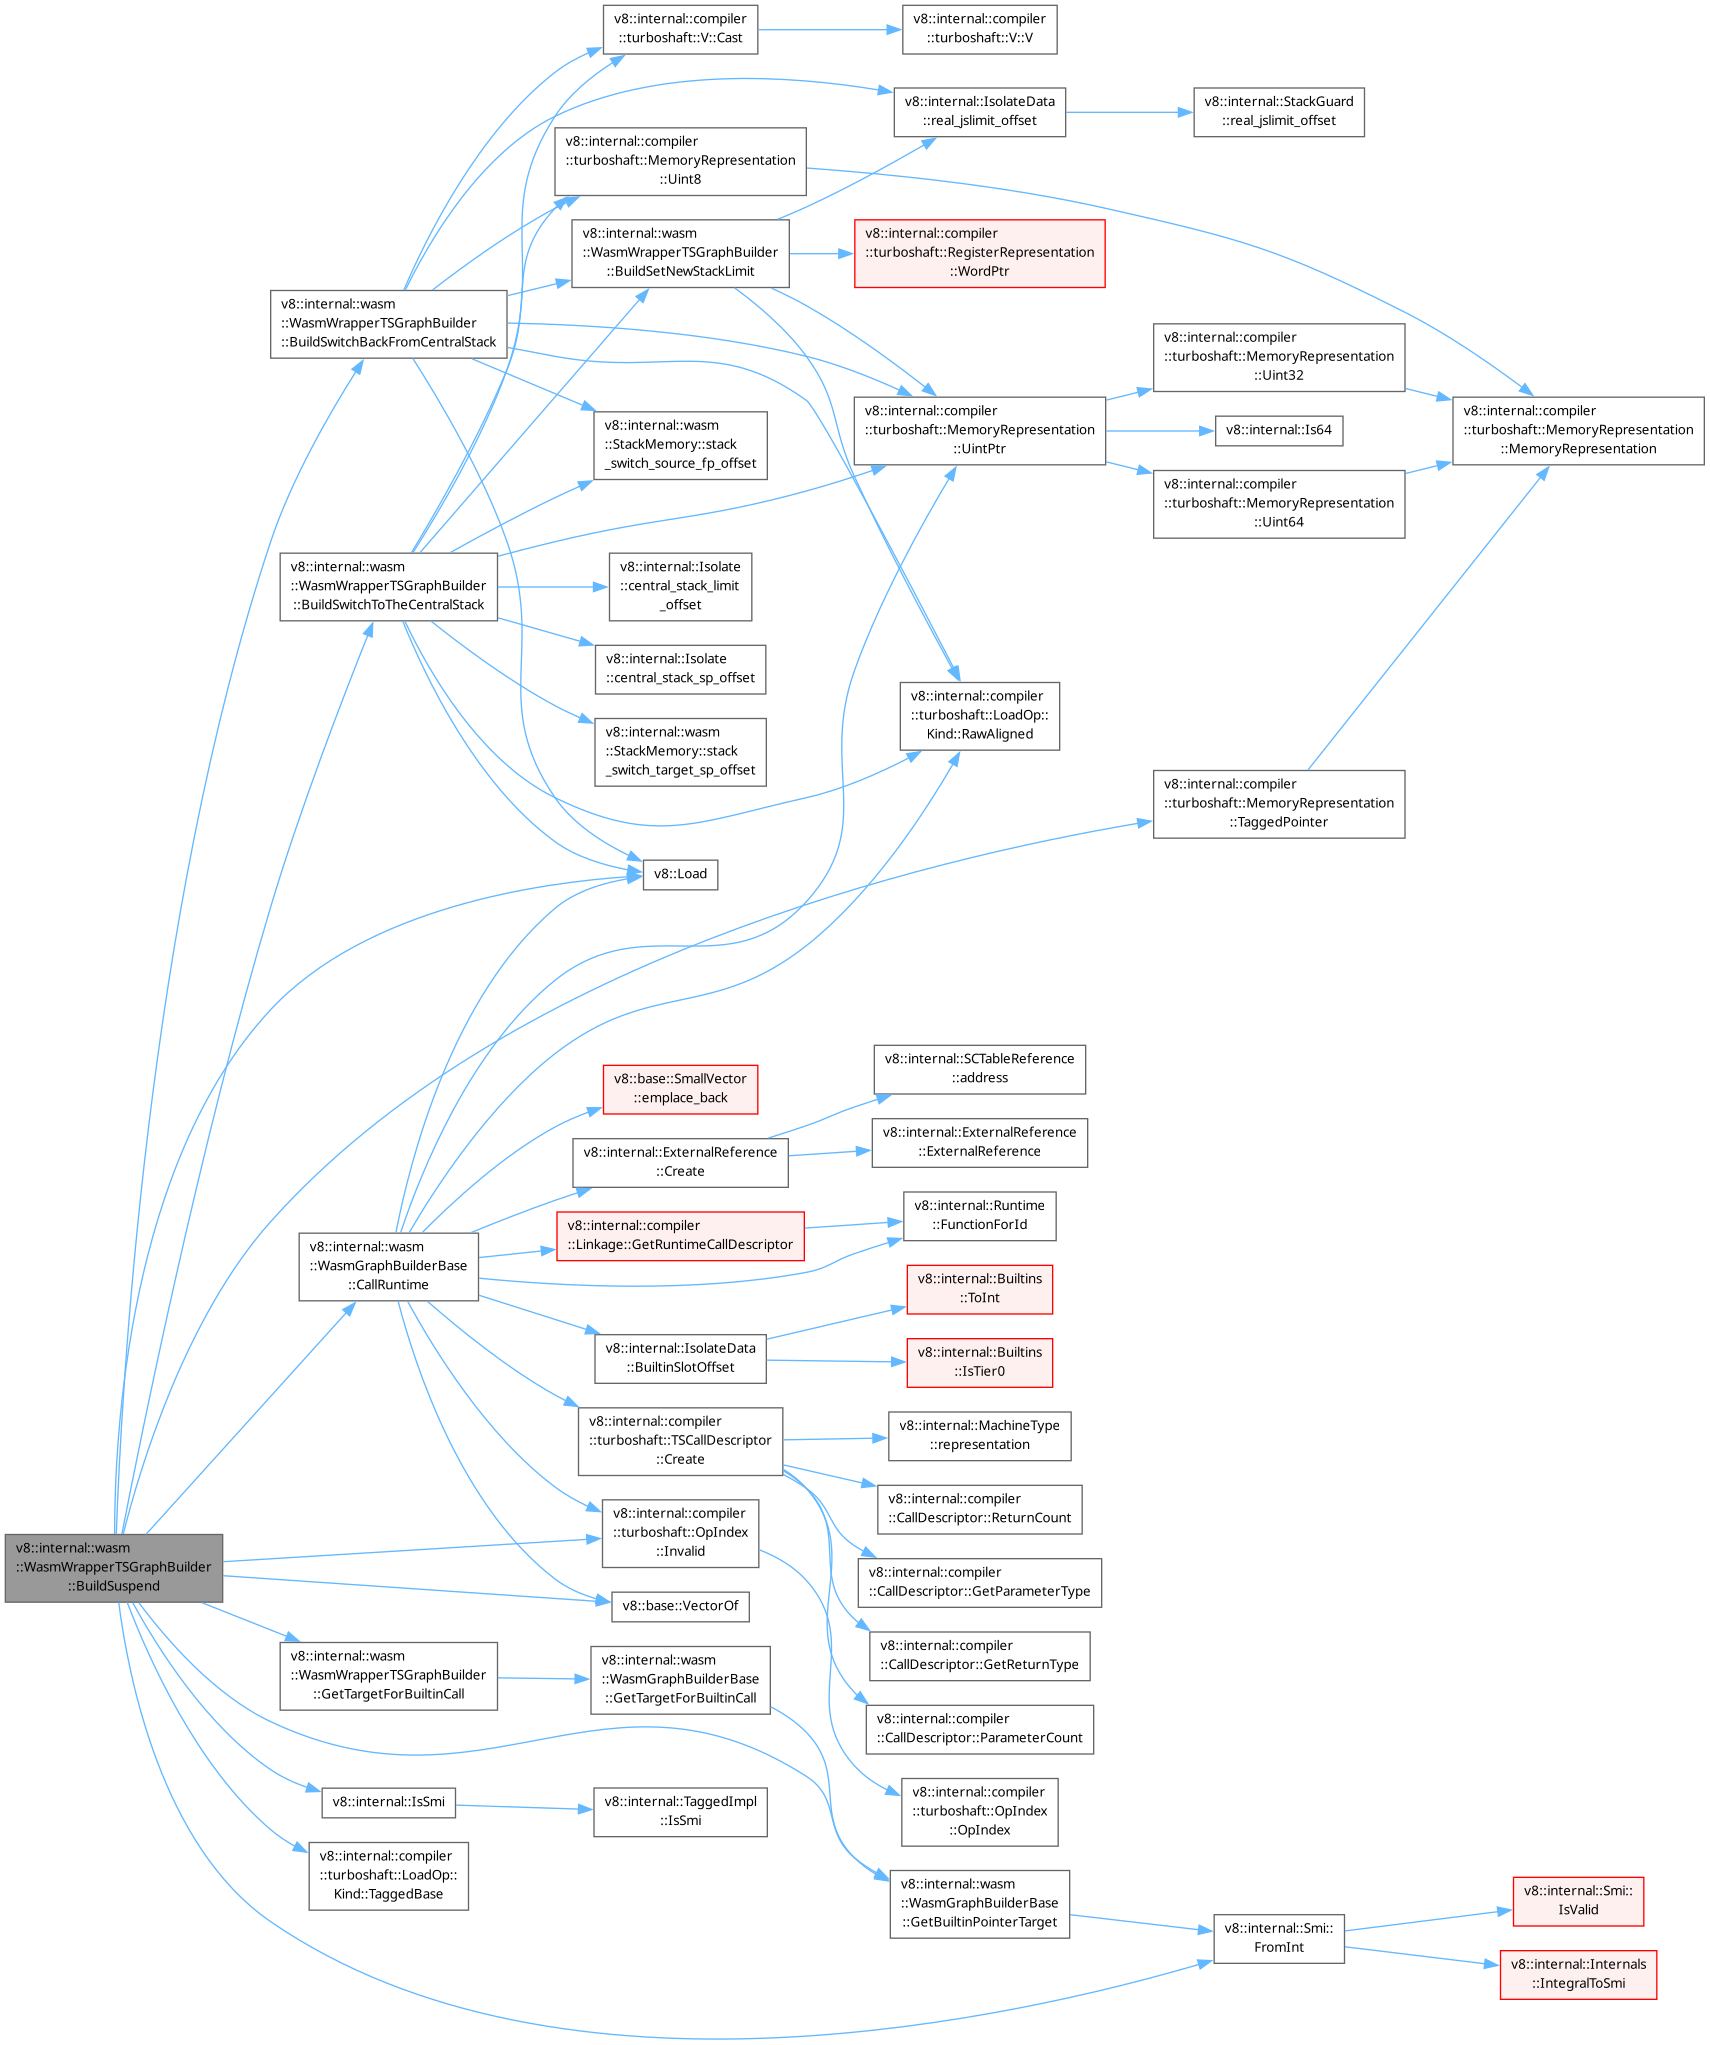 v8::internal::compiler
::turboshaft::V::Cast
v8::internal::compiler
::turboshaft::V::V
v8::internal::IsolateData
::real_jslimit_offset
v8::internal::StackGuard
::real_jslimit_offset
v8::internal::compiler
::turboshaft::MemoryRepresentation
::Uint8
v8::internal::wasm
::WasmWrapperTSGraphBuilder
::BuildSetNewStackLimit
v8::internal::compiler
::turboshaft::RegisterRepresentation
::WordPtr
v8::internal::wasm
::WasmWrapperTSGraphBuilder
::BuildSwitchBackFromCentralStack
v8::internal::compiler
::turboshaft::MemoryRepresentation
::Uint32
v8::internal::wasm
::StackMemory::stack
_switch_source_fp_offset
v8::internal::compiler
::turboshaft::MemoryRepresentation
::UintPtr
v8::internal::Is64
v8::internal::compiler
::turboshaft::MemoryRepresentation
::MemoryRepresentation
v8::internal::compiler
::turboshaft::MemoryRepresentation
::Uint64
v8::internal::wasm
::WasmWrapperTSGraphBuilder
::BuildSwitchToTheCentralStack
v8::internal::Isolate
::central_stack_limit
_offset
v8::internal::Isolate
::central_stack_sp_offset
v8::internal::wasm
::StackMemory::stack
_switch_target_sp_offset
v8::internal::compiler
::turboshaft::LoadOp::
Kind::RawAligned
v8::internal::compiler
::turboshaft::MemoryRepresentation
::TaggedPointer
v8::Load
v8::internal::SCTableReference
::address
v8::base::SmallVector
::emplace_back
v8::internal::ExternalReference
::Create
v8::internal::ExternalReference
::ExternalReference
v8::internal::compiler
::Linkage::GetRuntimeCallDescriptor
v8::internal::Runtime
::FunctionForId
v8::internal::wasm
::WasmGraphBuilderBase
::CallRuntime
v8::internal::Builtins
::ToInt
v8::internal::IsolateData
::BuiltinSlotOffset
v8::internal::Builtins
::IsTier0
v8::internal::compiler
::turboshaft::TSCallDescriptor
::Create
v8::internal::MachineType
::representation
v8::internal::compiler
::CallDescriptor::ReturnCount
v8::internal::wasm
::WasmWrapperTSGraphBuilder
::BuildSuspend
v8::internal::compiler
::turboshaft::OpIndex
::Invalid
v8::internal::compiler
::CallDescriptor::GetParameterType
v8::base::VectorOf
v8::internal::compiler
::CallDescriptor::GetReturnType
v8::internal::wasm
::WasmWrapperTSGraphBuilder
::GetTargetForBuiltinCall
v8::internal::wasm
::WasmGraphBuilderBase
::GetTargetForBuiltinCall
v8::internal::compiler
::CallDescriptor::ParameterCount
v8::internal::IsSmi
v8::internal::TaggedImpl
::IsSmi
v8::internal::compiler
::turboshaft::OpIndex
::OpIndex
v8::internal::compiler
::turboshaft::LoadOp::
Kind::TaggedBase
v8::internal::wasm
::WasmGraphBuilderBase
::GetBuiltinPointerTarget
v8::internal::Smi::
FromInt
v8::internal::Smi::
IsValid
v8::internal::Internals
::IntegralToSmi